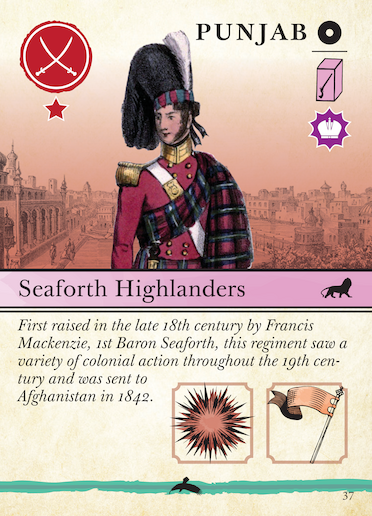 PUNJAB
Seaforth Highlanders
First raised in the late 18th century by Francis
Mackenzie, 1st Baron Seaforth, this regiment saw a
variety of colonial action throughout the 19th cen-
tury and was sent to
Afghanistan in 1842.
37